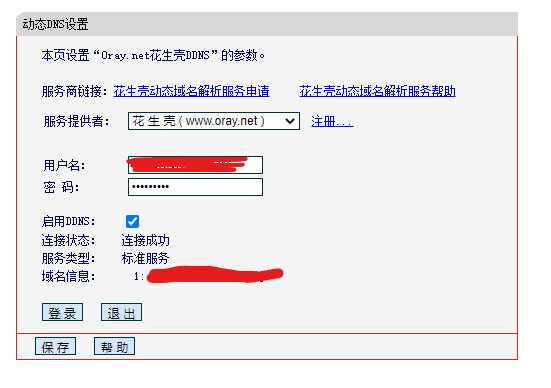 动态DNS设置
本页设置“Oray.net花生壳DDNS”的参数。
服务商链接: 花生壳动态域名解析服务申请 花生壳动态域名解析服务帮助
服务提供者: 花 生 壳 ( www.oray.net ) 注册...
用户名:
密 码: •••••••••
启用DDNS:
连接状态: 连接成功
服务类型: 标准服务
域名信息: 1:
登 录 退 出
保 存 帮 助